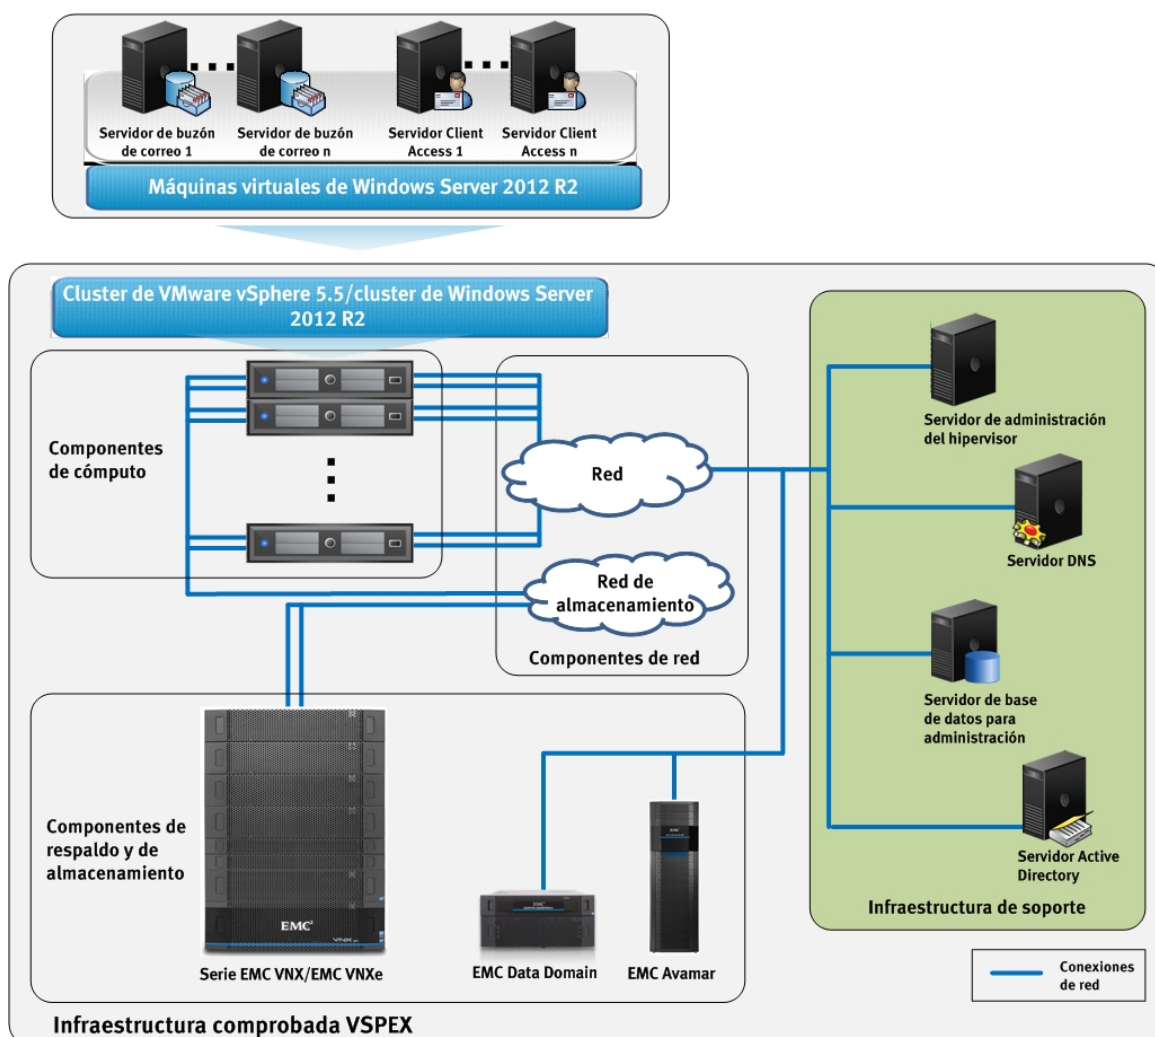 Servidor de buzón
de correo 1
Servidor de buzón
de correo n
Servidor Client
Access 1
Servidor Client
Access n
Máquinas virtuales de Windows Server 2012 R2
Cluster de VMware vSphere 5.5/cluster de Windows Server
2012 R2
Componentes
de cómputo
Red
Red de
almacenamiento
Componentes de red
Servidor de administración
del hipervisor
Servidor DNS
Servidor de base
de datos para
administración
Servidor Active
Directory
Infraestructura de soporte
Componentes de
respaldo y de
almacenamiento
EMC²
VNX
EMC²
Serie EMC VNX/EMC VNXe
EMC Data Domain
EMC Avamar
Conexiones
de red
Infraestructura comprobada VSPEX